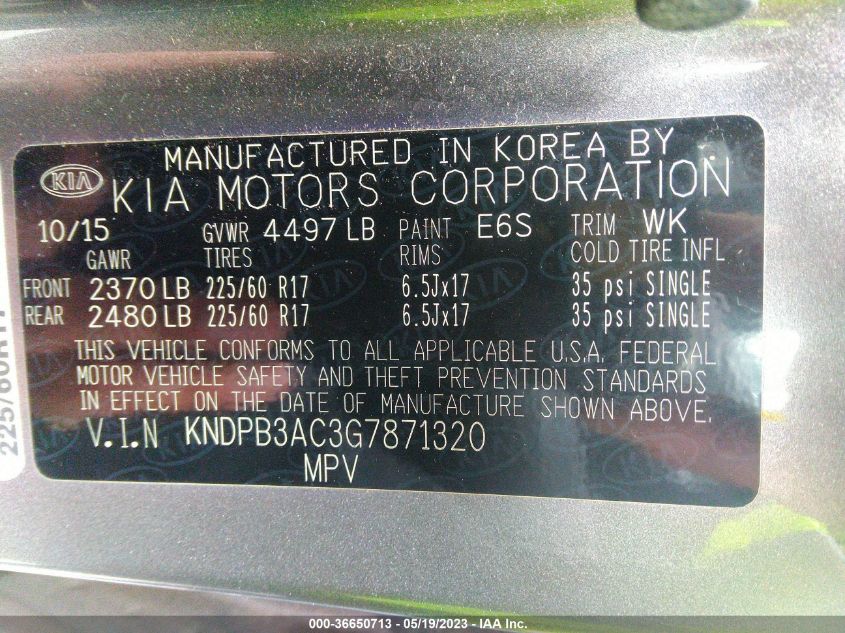 MANUFACTURED IN KOREA BY
KIA KIA MOTORS CORPORATION
10/15 GVWR 4497 LB PAINT E6S TRIM WK
GAWR TIRES RIMS COLD TIRE INFL
FRONT 2370 LB 225/60 R17 6.5Jx17 35 psi SINGLE
REAR 2480 LB 225/60 R17 6.5Jx17 35 psi SINGLE
THIS VEHICLE CONFORMS TO ALL APPLICABLE U.S.A. FEDERAL
MOTOR VEHICLE SAFETY AND THEFT PREVENTION STANDARDS
IN EFFECT ON THE DATE OF MANUFACTURE SHOWN ABOVE.
V.I.N KNDPB3AC3G7871320
MPV
225/60R17
000-36650713 - 05/19/2023 - IAA Inc.